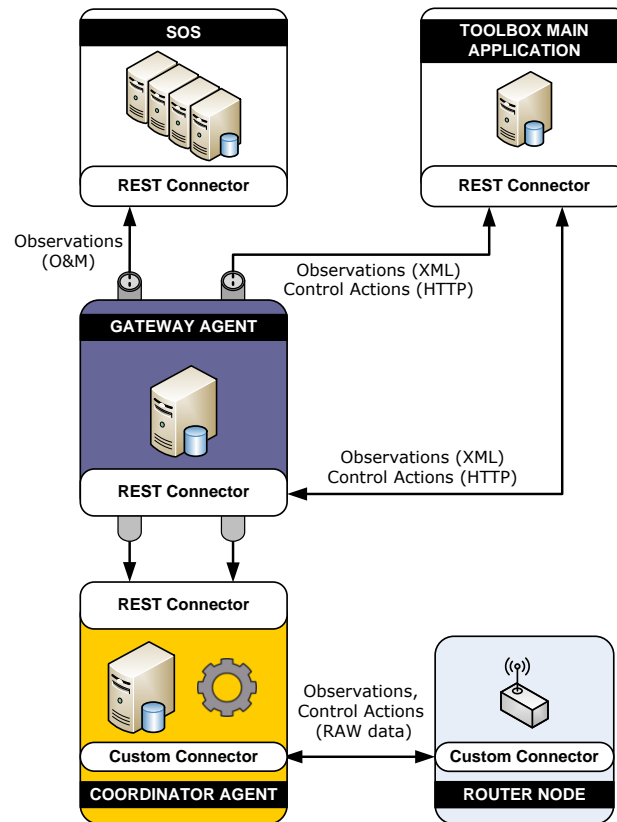 SOS
REST Connector
TOOLBOX MAIN
APPLICATION
REST Connector
Observations
(O&M)
Observations (XML)
Control Actions (HTTP)
GATEWAY AGENT
REST Connector
Observations (XML)
Control Actions (HTTP)
REST Connector
Custom Connector
COORDINATOR AGENT
Observations,
Control Actions
(RAW data)
Custom Connector
ROUTER NODE